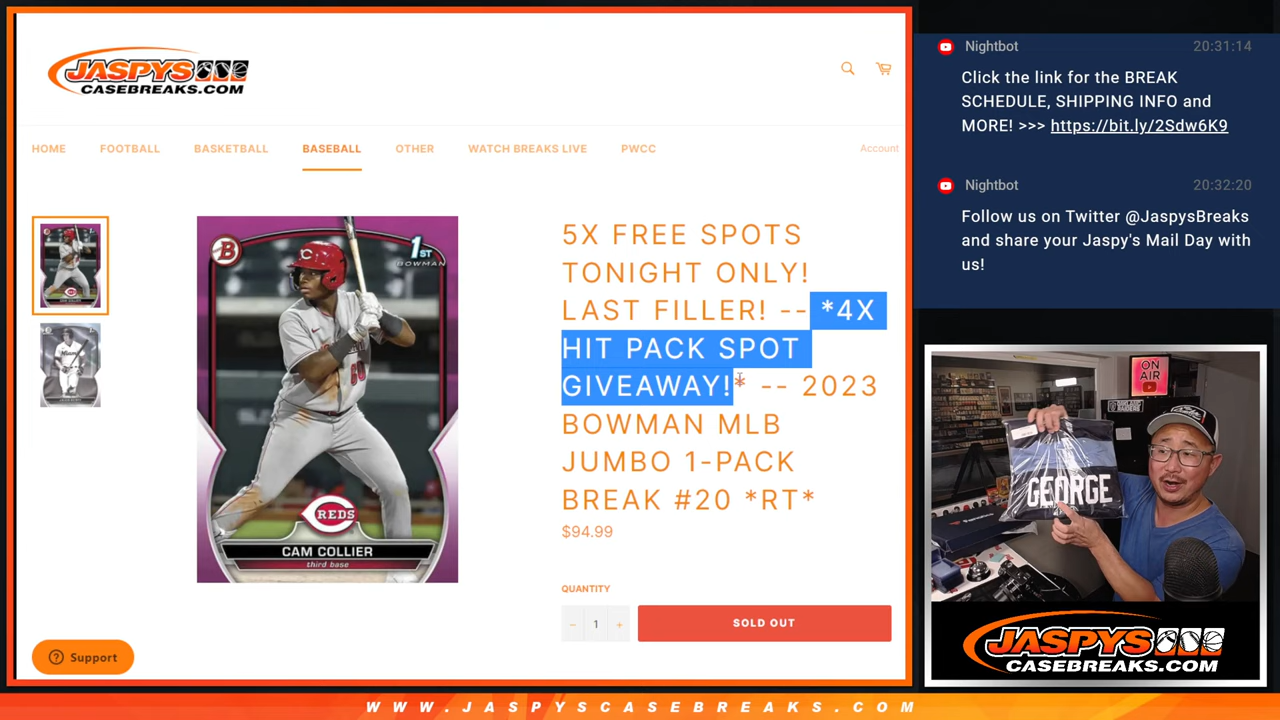 JASPYS
CASEBREAKS.COM
HOME FOOTBALL BASKETBALL BASEBALL OTHER WATCH BREAKS LIVE PWCC Account
B
1ST
BOWMAN
REDS
CAM COLLIER
third base
5X FREE SPOTS
TONIGHT ONLY!
LAST FILLER! -- *4X
HIT PACK SPOT
GIVEAWAY!* -- 2023
BOWMAN MLB
JUMBO 1-PACK
BREAK #20 *RT*
$94.99
QUANTITY
− 1 + SOLD OUT
Support
Nightbot 20:31:14
Click the link for the BREAK
SCHEDULE, SHIPPING INFO and
MORE! >>> https://bit.ly/2Sdw6K9
Nightbot 20:32:20
Follow us on Twitter @JaspysBreaks
and share your Jaspy's Mail Day with
us!
ON
AIR
GEORGE
JASPYS
CASEBREAKS.COM
WWW.JASPYSCASEBREAKS.COM